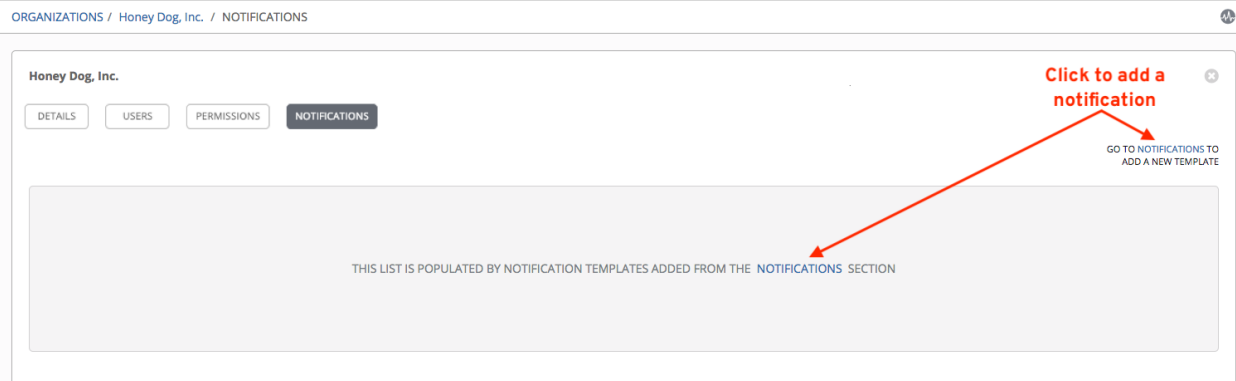 ORGANIZATIONS / Honey Dog, Inc. / NOTIFICATIONS
Honey Dog, Inc.
Click to add a
notification
DETAILS USERS PERMISSIONS NOTIFICATIONS
GO TO NOTIFICATIONS TO
ADD A NEW TEMPLATE
THIS LIST IS POPULATED BY NOTIFICATION TEMPLATES ADDED FROM THE NOTIFICATIONS SECTION